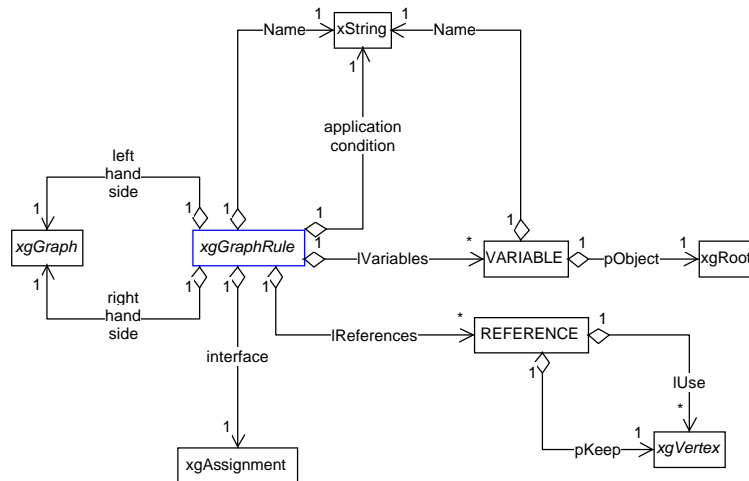 1
1
Name
xString
Name
1
application
condition
left
hand
side
1
1
1
1
1
xgGraph
xgGraphRule
1
lVariables
*
VARIABLE
1
pObject
1
xgRoot
1
1
1
1
right
hand
side
lReferences
*
REFERENCE
1
interface
1
lUse
*
1
xgAssignment
pKeep
1
xgVertex